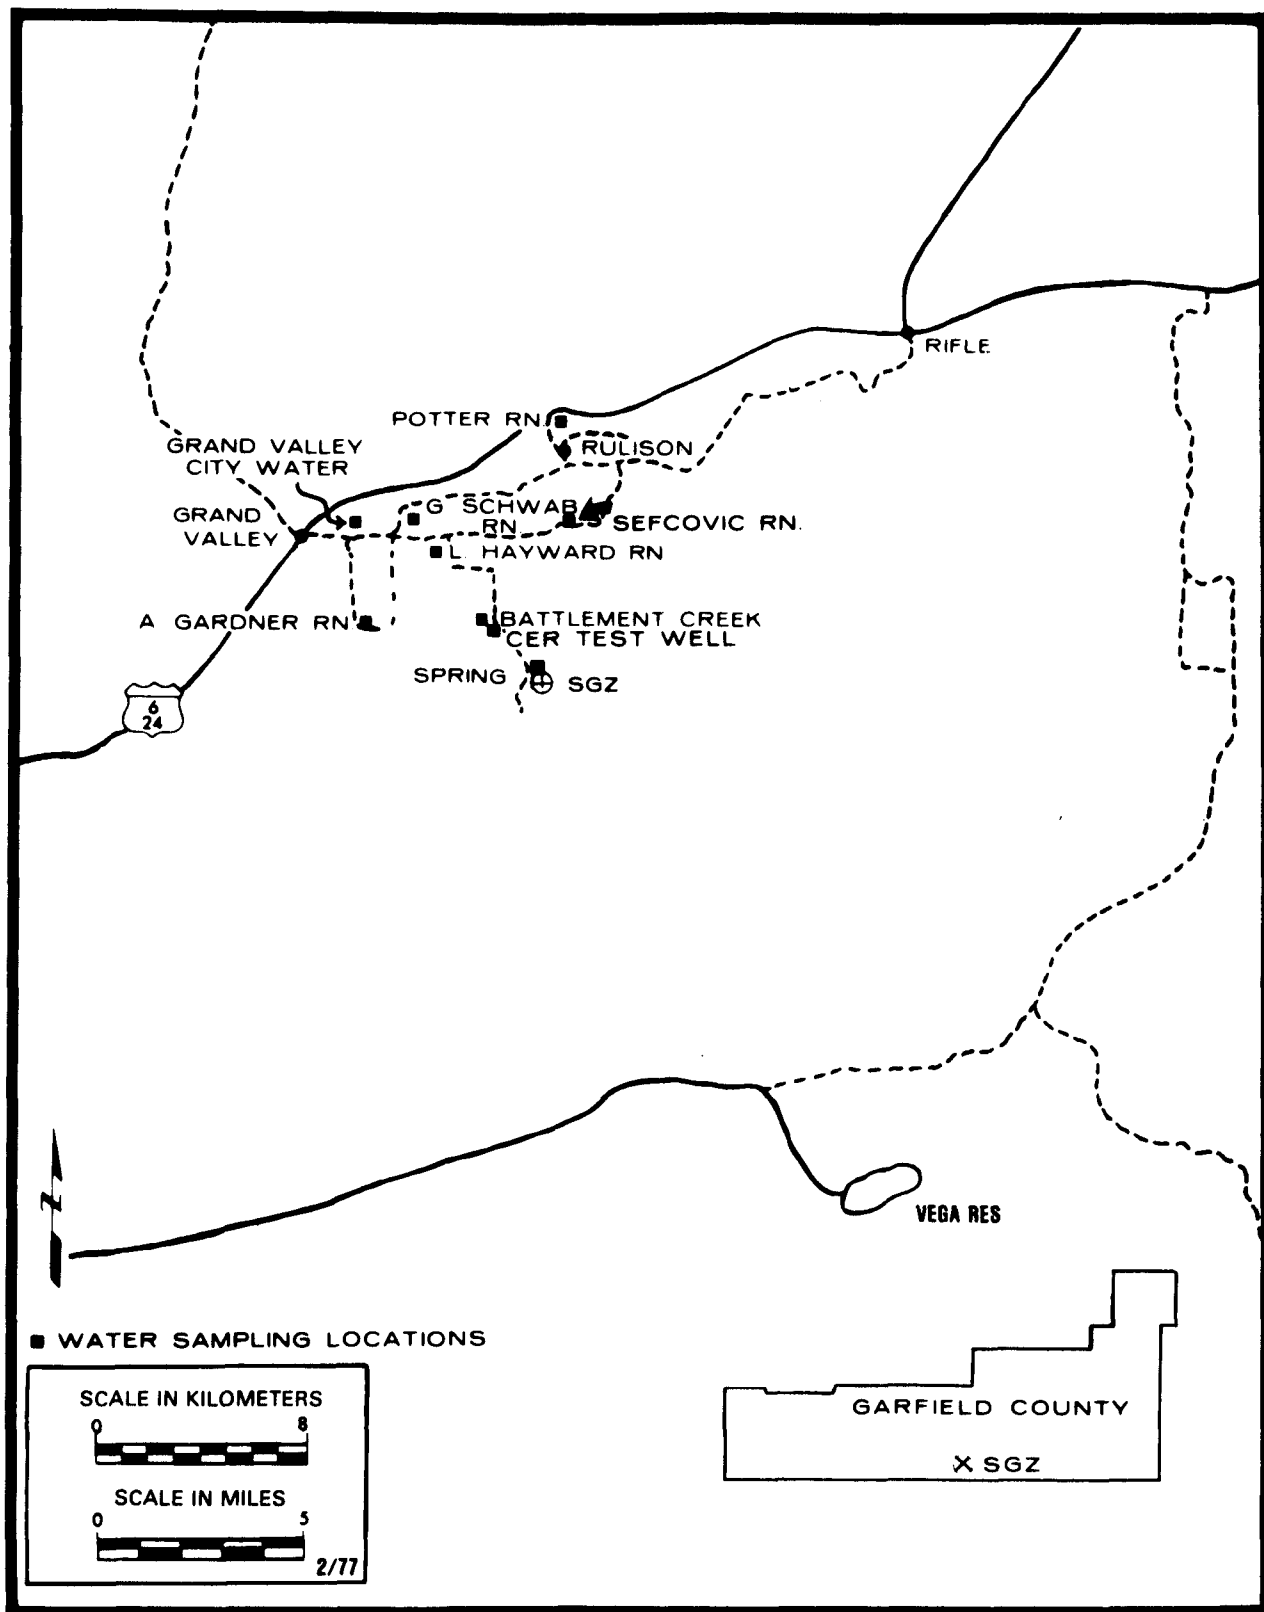 RIFLE
POTTER RN.
GRAND VALLEY
CITY WATER
RULISON
GRAND
VALLEY
G SCHWAB
RN.
SEFCOVIC RN.
L. HAYWARD RN
A GARDNER RN
BATTLEMENT CREEK
CER TEST WELL
SPRING
SGZ
6
24
N
VEGA RES
WATER SAMPLING LOCATIONS
SCALE IN KILOMETERS
0 8
SCALE IN MILES
0 5
2/77
GARFIELD COUNTY
X SGZ